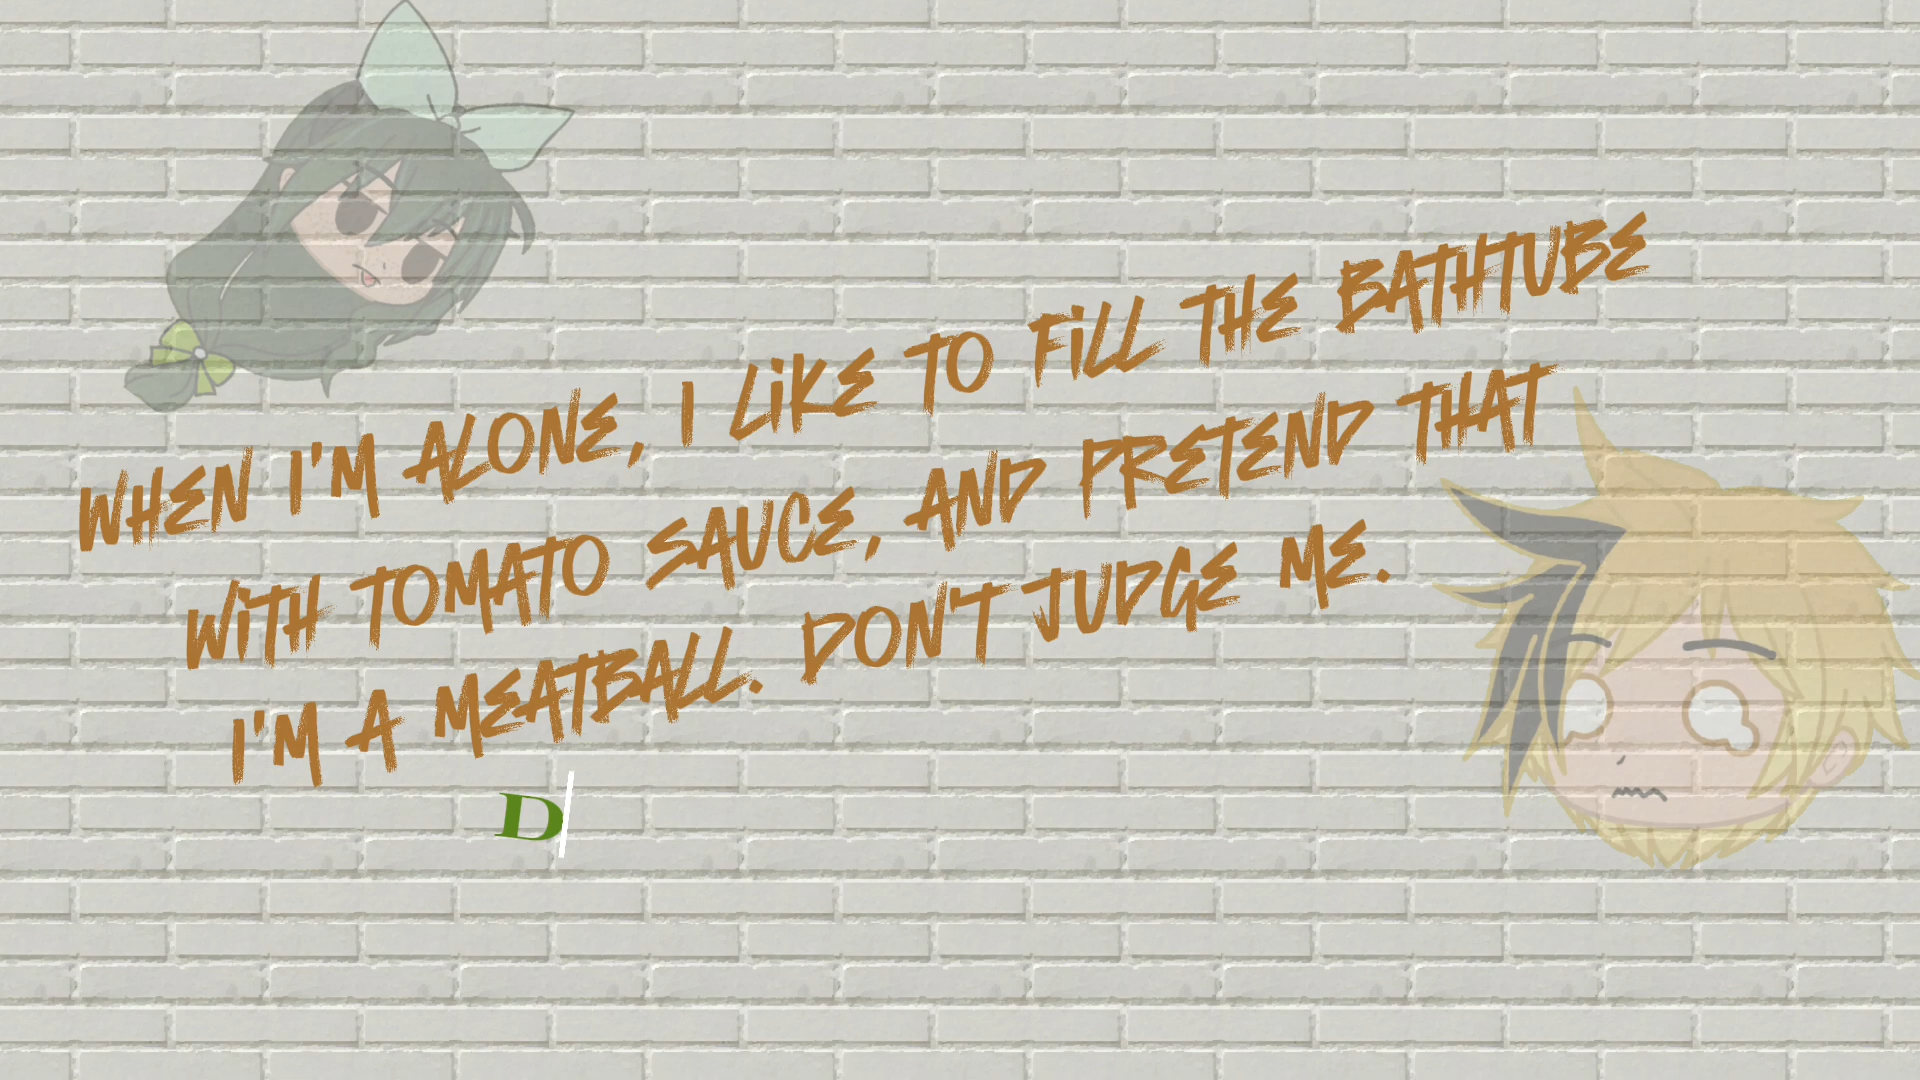 WHEN I'M ALONE, I LIKE TO FILL THE BATHTUBE
WITH TOMATO SAUCE, AND PRETEND THAT
I'M A MEATBALL. DON'T JUDGE ME.
D